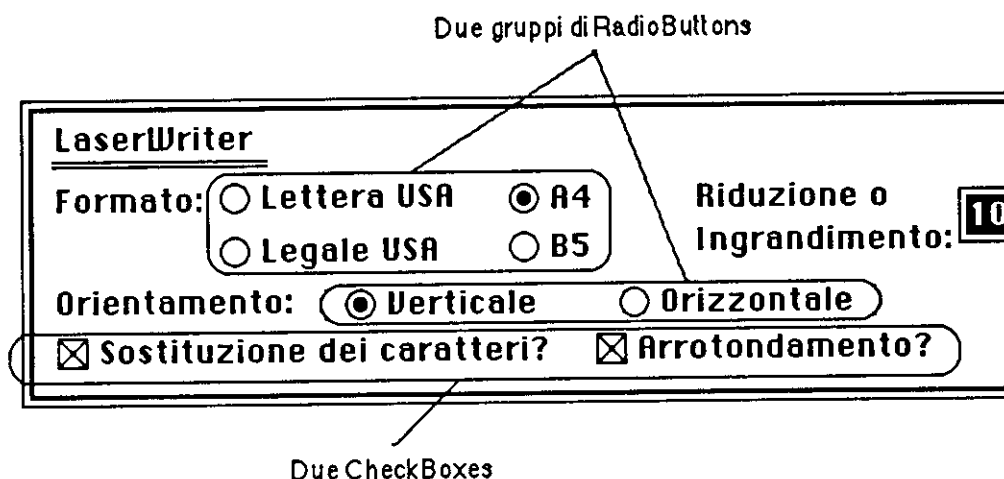 Due gruppi di RadioButtons
LaserWriter
Formato: Lettera USA A4 Riduzione o
Legale USA B5 Ingrandimento: 10
Orientamento: Verticale Orizzontale
Sostituzione dei caratteri? Arrotondamento?
Due CheckBoxes